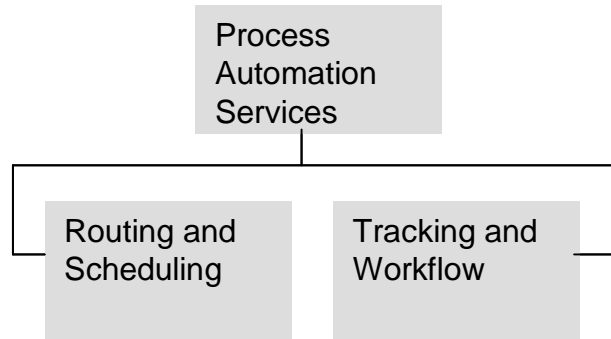 Process
Automation
Services
Routing and
Scheduling
Tracking and
Workflow